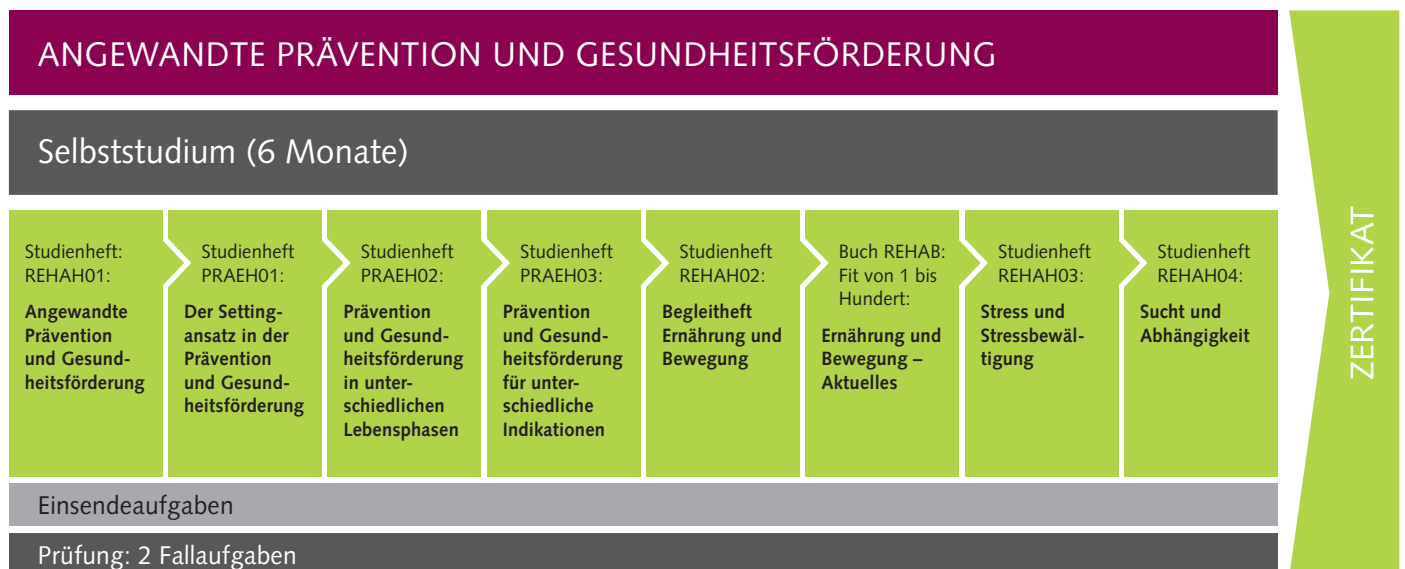 ANGEWANDTE PRÄVENTION UND GESUNDHEITSFÖRDERUNG
Selbststudium (6 Monate)
Studienheft:
REHAH01:
Angewandte
Prävention
und Gesund-
heitsförderung
Studienheft
PRAEH01:
Der Setting-
ansatz in der
Prävention
und Gesund-
heitsförderung
Studienheft
PRAEH02:
Prävention
und Gesund-
heitsförderung
in unter-
schiedlichen
Lebensphasen
Studienheft
PRAEH03:
Prävention
und Gesund-
heitsförderung
für unter-
schiedliche
Indikationen
Studienheft
REHAH02:
Begleitheft
Ernährung und
Bewegung
Buch REHAB:
Fit von 1 bis
Hundert:
Ernährung und
Bewegung –
Aktuelles
Studienheft
REHAH03:
Stress und
Stressbewäl-
tigung
Studienheft
REHAH04:
Sucht und
Abhängigkeit
Einsendeaufgaben
Prüfung: 2 Fallaufgaben
ZERTIFIKAT